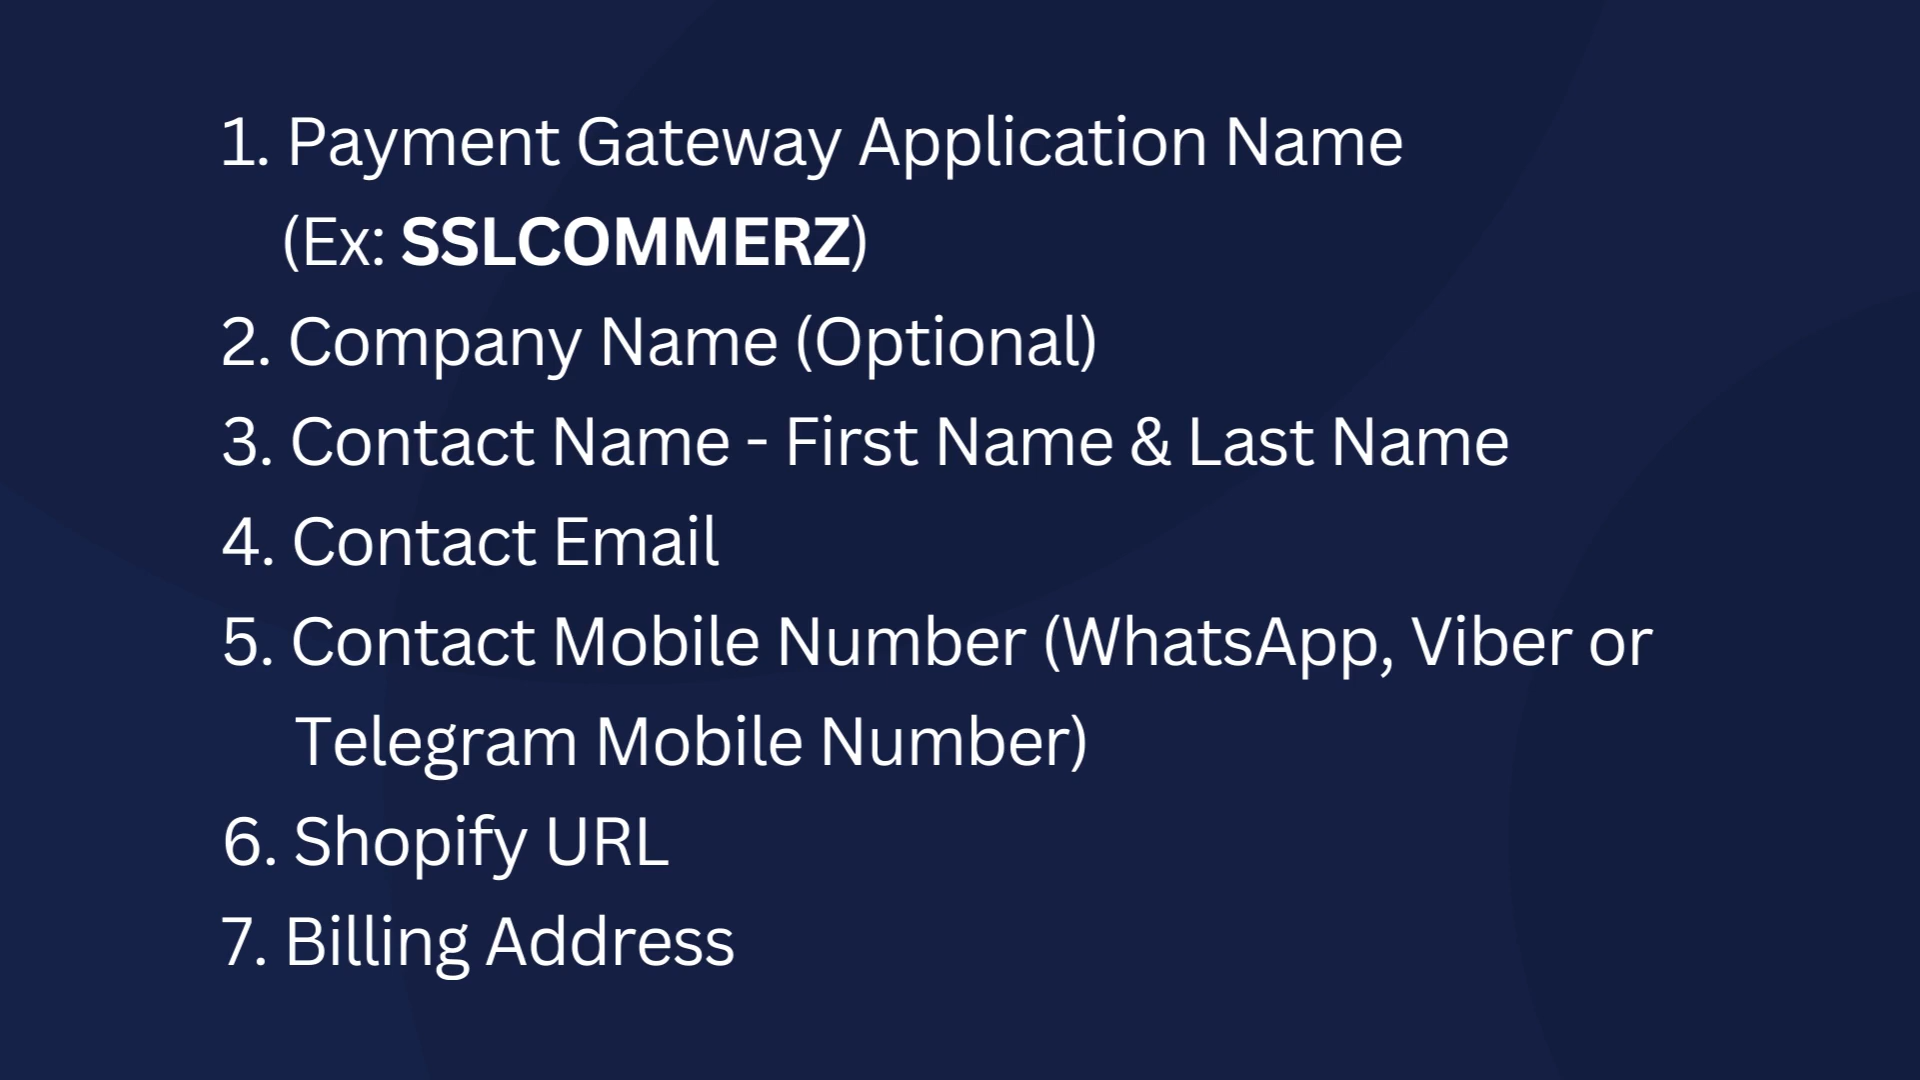 1. Payment Gateway Application Name
(Ex: SSLCOMMERZ)
2. Company Name (Optional)
3. Contact Name - First Name & Last Name
4. Contact Email
5. Contact Mobile Number (WhatsApp, Viber or
Telegram Mobile Number)
6. Shopify URL
7. Billing Address